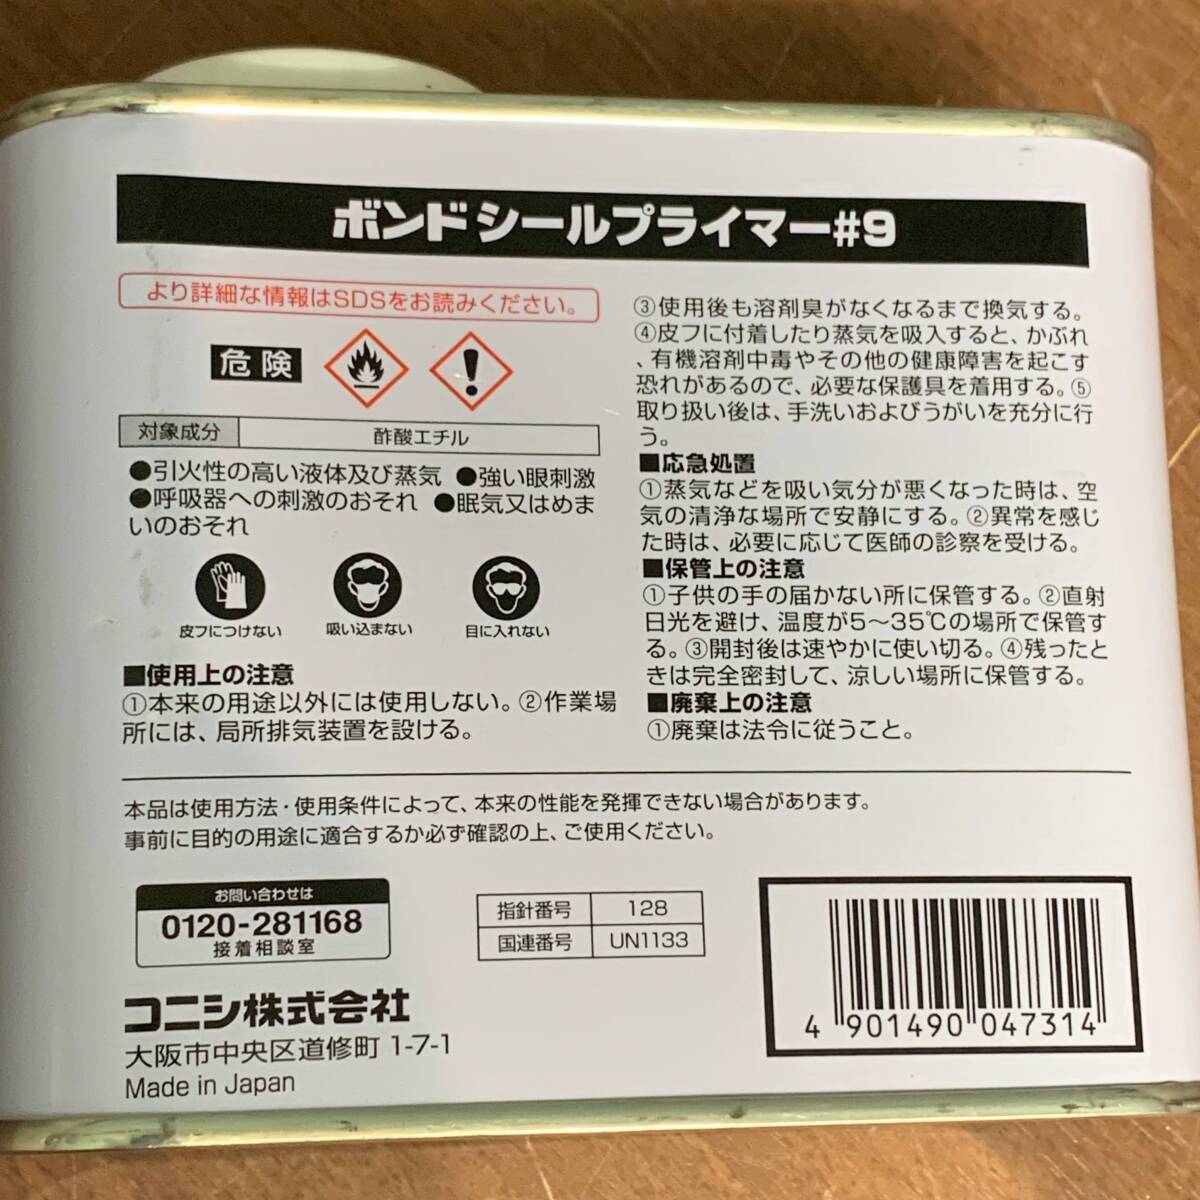 ボンドシールプライマー#9
より詳細な情報はSDSをお読みください。
危険
対象成分 酢酸エチル
●引火性の高い液体及び蒸気 ●強い眼刺激
●呼吸器への刺激のおそれ ●眠気又はめま
いのおそれ
皮フにつけない 吸い込まない 目に入れない
■使用上の注意
①本来の用途以外には使用しない。②作業場
所には、局所排気装置を設ける。
③使用後も溶剤臭がなくなるまで換気する。
④皮フに付着したり蒸気を吸入すると、かぶれ
、有機溶剤中毒やその他の健康障害を起こす
恐れがあるので、必要な保護具を着用する。⑤
取り扱い後は、手洗いおよびうがいを充分に行
う。
■応急処置
①蒸気などを吸い気分が悪くなった時は、空
気の清浄な場所で安静にする。②異常を感じ
た時は、必要に応じて医師の診察を受ける。
■保管上の注意
①子供の手の届かない所に保管する。②直射
日光を避け、温度が5～35℃の場所で保管す
る。③開封後は速やかに使い切る。④残ったと
きは完全密封して、涼しい場所に保管する。
■廃棄上の注意
①廃棄は法令に従うこと。
本品は使用方法・使用条件によって、本来の性能を発揮できない場合があります。
事前に目的の用途に適合するか必ず確認の上、ご使用ください。
お問い合わせは
0120-281168
接着相談室
指針番号 128
国連番号 UN1133
コニシ株式会社
大阪市中央区道修町 1-7-1
Made in Japan
4 901490 047314